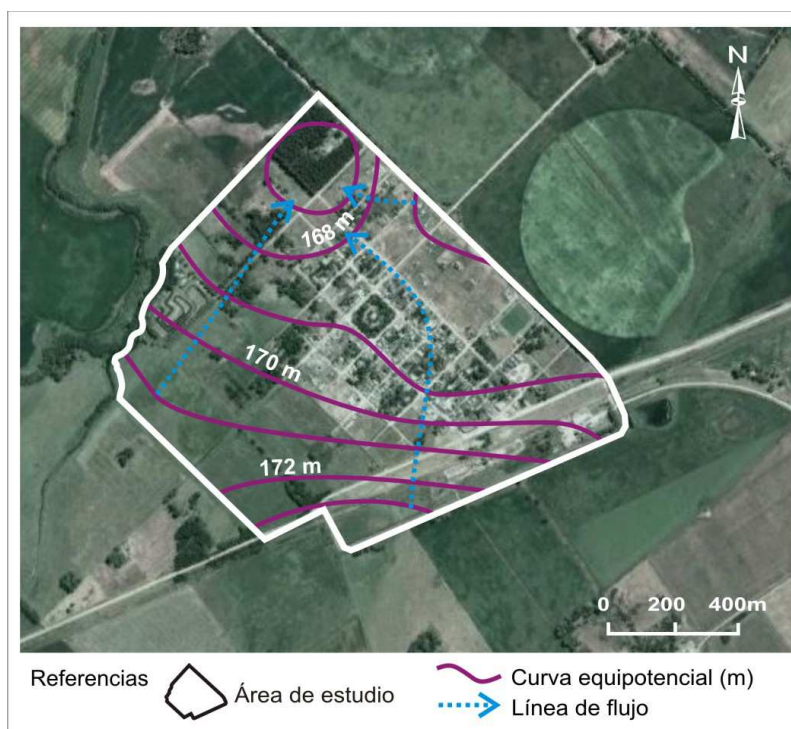 N
168 m
170 m
172 m
0 200 400m
Referencias
Área de estudio
Curva equipotencial (m)
Línea de flujo